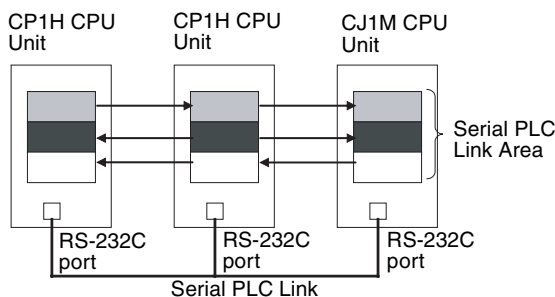 CP1H CPU
Unit
CP1H CPU
Unit
CJ1M CPU
Unit
Serial PLC
Link Area
RS-232C
port
RS-232C
port
RS-232C
port
Serial PLC Link